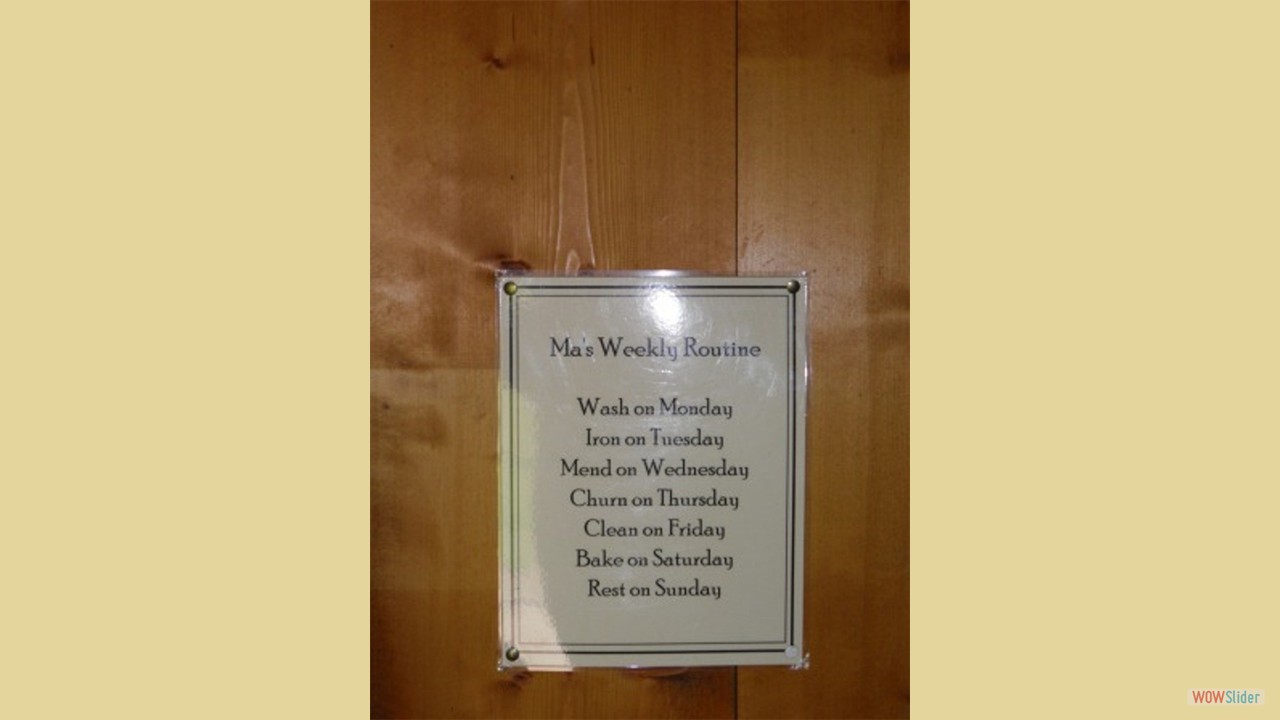 Ma's Weekly Routine
Wash on Monday
Iron on Tuesday
Mend on Wednesday
Churn on Thursday
Clean on Friday
Bake on Saturday
Rest on Sunday
WOWSlider